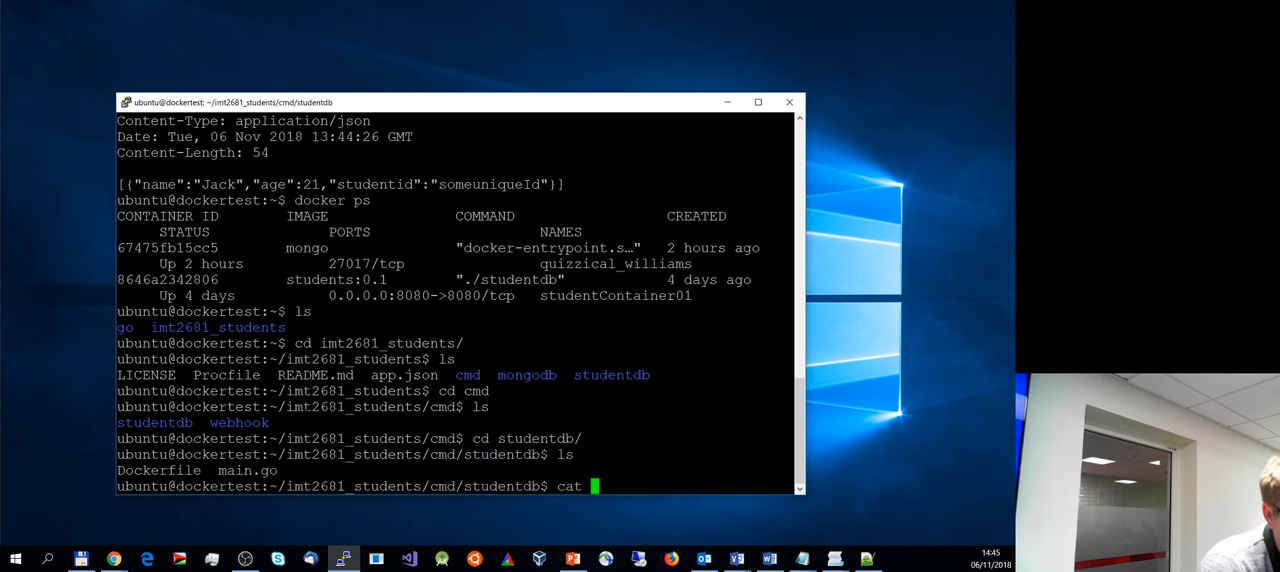 ubuntu@dockertest: ~/imt2681_students/cmd/studentdb
Content-Type: application/json
Date: Tue, 06 Nov 2018 13:44:26 GMT
Content-Length: 54
[{"name":"Jack","age":21,"studentid":"someuniqueId"}]
ubuntu@dockertest:~$ docker ps
CONTAINER ID IMAGE COMMAND CREATED
STATUS PORTS NAMES
67475fb15cc5 mongo "docker-entrypoint.s…" 2 hours ago
Up 2 hours 27017/tcp quizzical_williams
8646a2342806 students:0.1 "./studentdb" 4 days ago
Up 4 days 0.0.0.0:8080->8080/tcp studentContainer01
ubuntu@dockertest:~$ ls
go imt2681_students
ubuntu@dockertest:~$ cd imt2681_students/
ubuntu@dockertest:~/imt2681_students$ ls
LICENSE Procfile README.md app.json cmd mongodb studentdb
ubuntu@dockertest:~/imt2681_students$ cd cmd
ubuntu@dockertest:~/imt2681_students/cmd$ ls
studentdb webhook
ubuntu@dockertest:~/imt2681_students/cmd$ cd studentdb/
ubuntu@dockertest:~/imt2681_students/cmd/studentdb$ ls
Dockerfile main.go
ubuntu@dockertest:~/imt2681_students/cmd/studentdb$ cat
14:45
06/11/2018